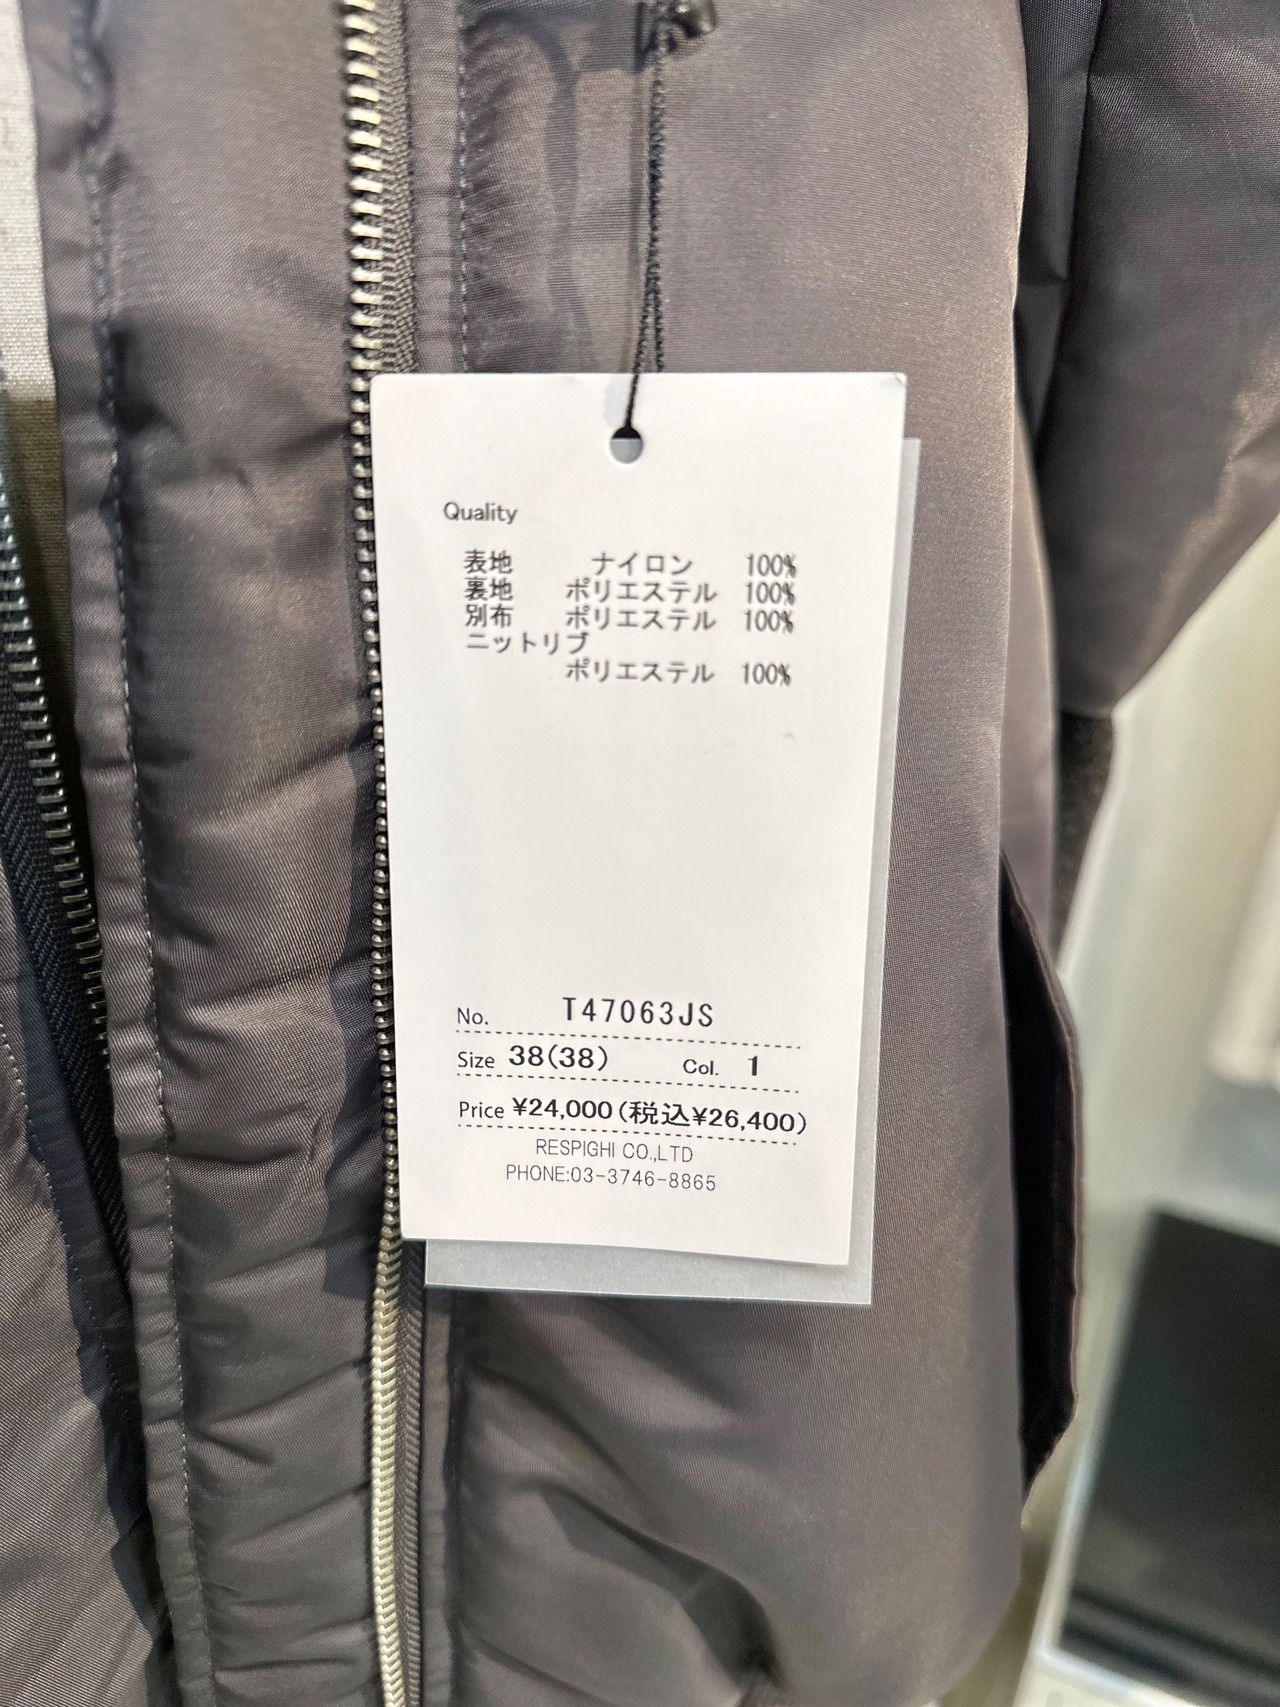 Quality
表地 ナイロン 100%
裏地 ポリエステル 100%
別布 ポリエステル 100%
ニットリブ
ポリエステル 100%
No. T47063JS
Size 38(38) Col. 1
Price ¥24,000(税込¥26,400)
RESPIGHI CO.,LTD
PHONE:03-3746-8865